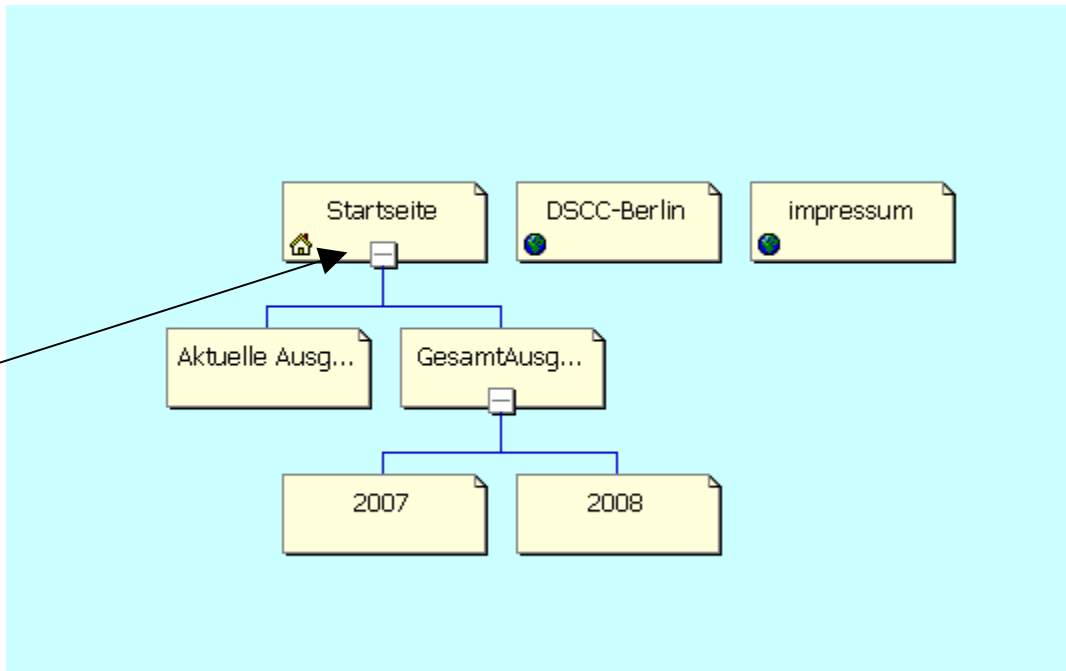 Startseite
DSCC-Berlin
impressum
Aktuelle Ausg...
GesamtAusg...
2007
2008